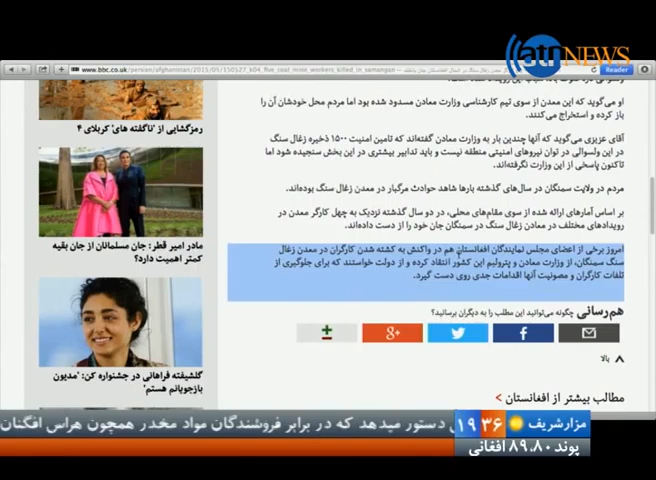 atn NEWS
www.bbc.co.uk/persian/afghanistan/2015/05/150527_k04_five_coal_mine_workers_killed_in_samangan
Reader
او می‌گوید که این معدن از سوی تیم کارشناسی وزارت معادن مسدود شده بود اما مردم محل خودشان آن را
باز کرده و استخراج می‌کنند.
آقای عزیزی می‌گوید که آنها چندین بار به وزارت معادن گفته‌اند که تامین امنیت ۱۵۰۰ ذخیره زغال سنگ
در این ولسوالی در توان نیروهای امنیتی منطقه نیست و باید تدابیر بیشتری در این بخش سنجیده شود اما
تاکنون پاسخی از این وزارت نگرفته‌اند.
مردم در ولایت سمنگان در سال‌های گذشته بارها شاهد حوادث مرگبار در معدن زغال سنگ بوده‌اند.
بر اساس آمارهای ارائه شده از سوی مقام‌های محلی، در دو سال گذشته نزدیک به چهل کارگر معدن در
رویدادهای مختلف در معادن زغال سنگ در سمنگان جان خود را از دست داده‌اند.
امروز برخی از اعضای مجلس نمایندگان افغانستان هم در واکنش به کشته شدن کارگران در معدن زغال
سنگ سمنگان، از وزارت معادن و پترولیم این کشور انتقاد کرده و از دولت خواستند که برای جلوگیری از
تلفات کارگران و مصونیت آنها اقدامات جدی روی دست گیرد.
هم‌رسانی چگونه می‌توانید این مطلب را به دیگران برسانید؟
بالا
مطالب بیشتر از افغانستان
رمزگشایی از 'ناگفته های' کربلای ۴
مادر امیر قطر: جان مسلمانان از جان بقیه
کمتر اهمیت دارد؟
گلشیفته فراهانی در جشنواره کن: 'مدیون
بازجویانم هستم'
مزارشریف ۳۶ ۱۹
دستور میدهد که در برابر فروشندگان مواد مخدر همچون هراس افگنان
پوند ۸۹،۸۰ افغانی